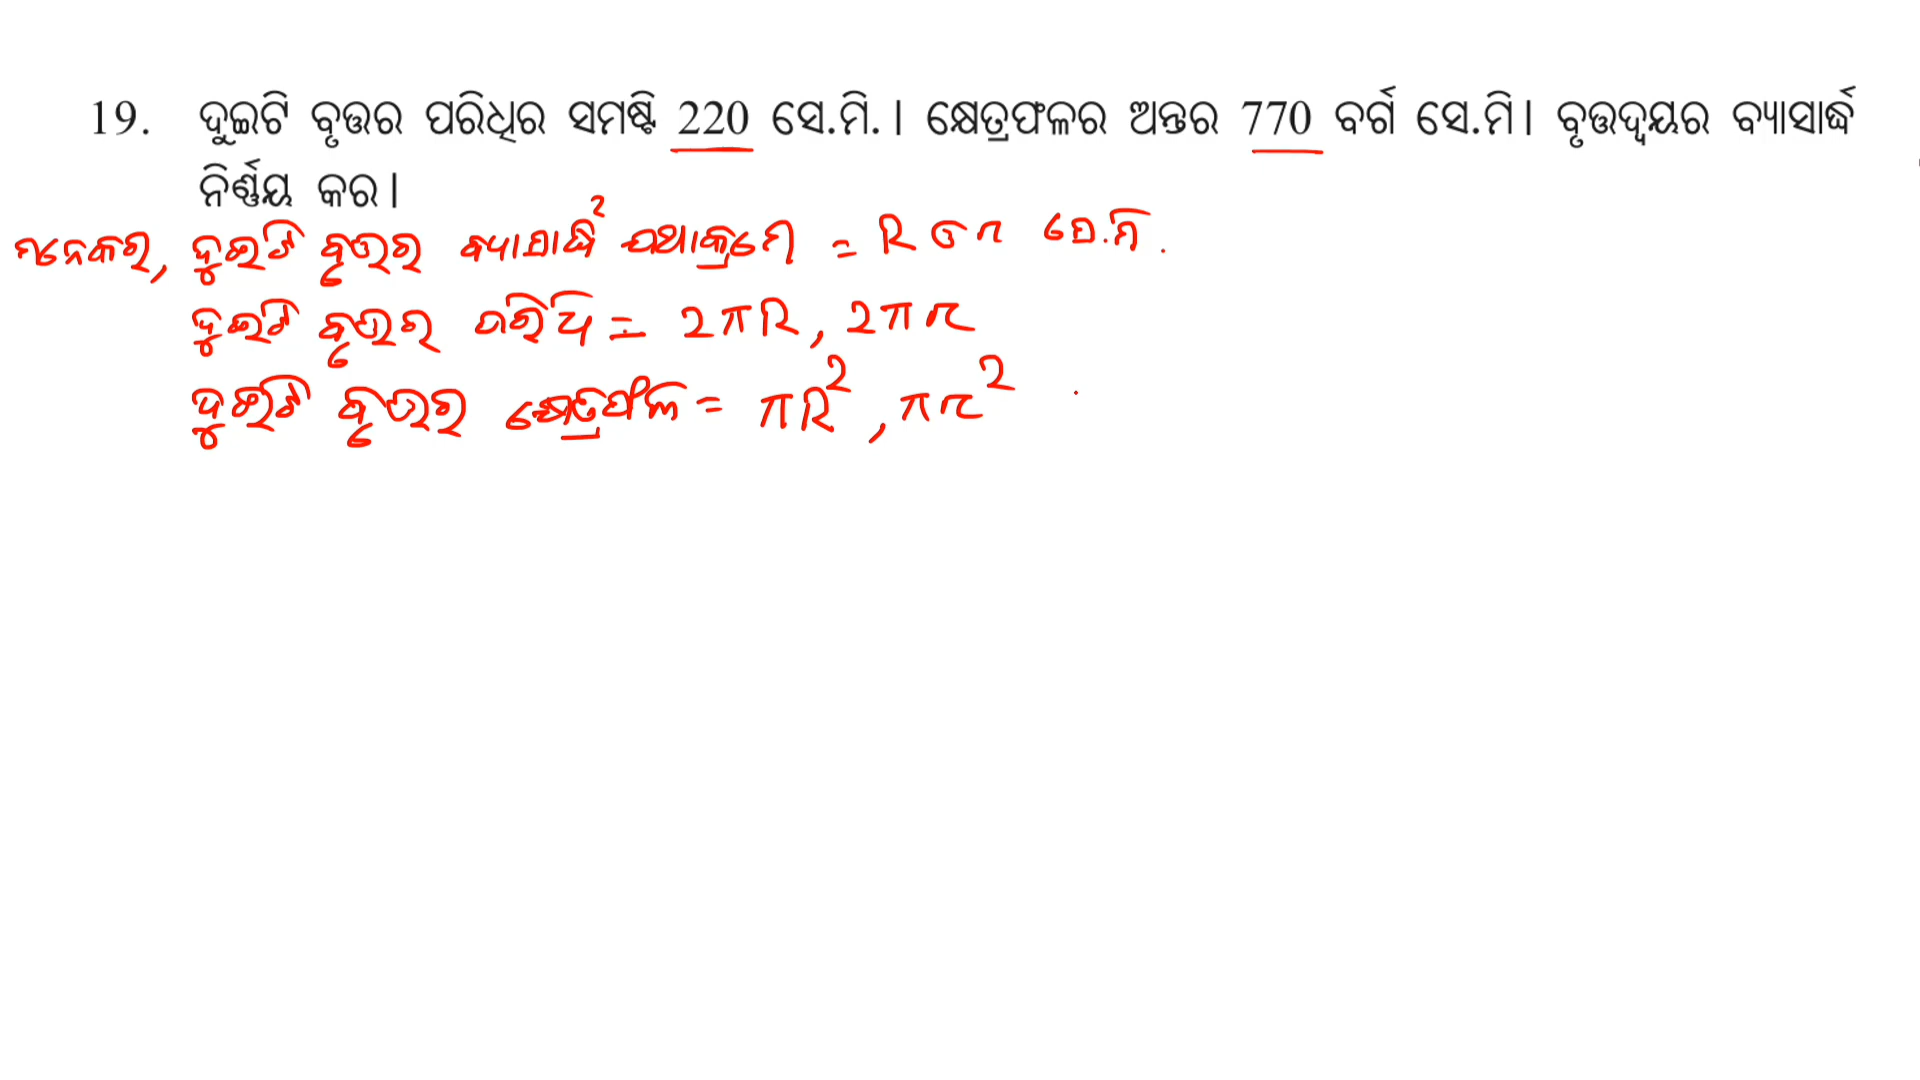 19. ଦୁଇଟି ବୃତ୍ତର ପରିଧିର ସମଷ୍ଟି 220 ସେ.ମି.। କ୍ଷେତ୍ରଫଳର ଅନ୍ତର 770 ବର୍ଗ ସେ.ମି। ବୃତ୍ତଦ୍ୱୟର ବ୍ୟାସାର୍ଦ୍ଧ
ନିର୍ଣ୍ଣୟ କର।
ମନେକର, ଦୁଇଟି ବୃତ୍ତର ବ୍ୟାସାର୍ଦ୍ଧ² ଯଥାକ୍ରମେ = R ଓ r ସେ.ମି.
ଦୁଇଟି ବୃତ୍ତର ପରିଧି = 2πR, 2πr
ଦୁଇଟି ବୃତ୍ତର କ୍ଷେତ୍ରଫଳ = πR², πr²